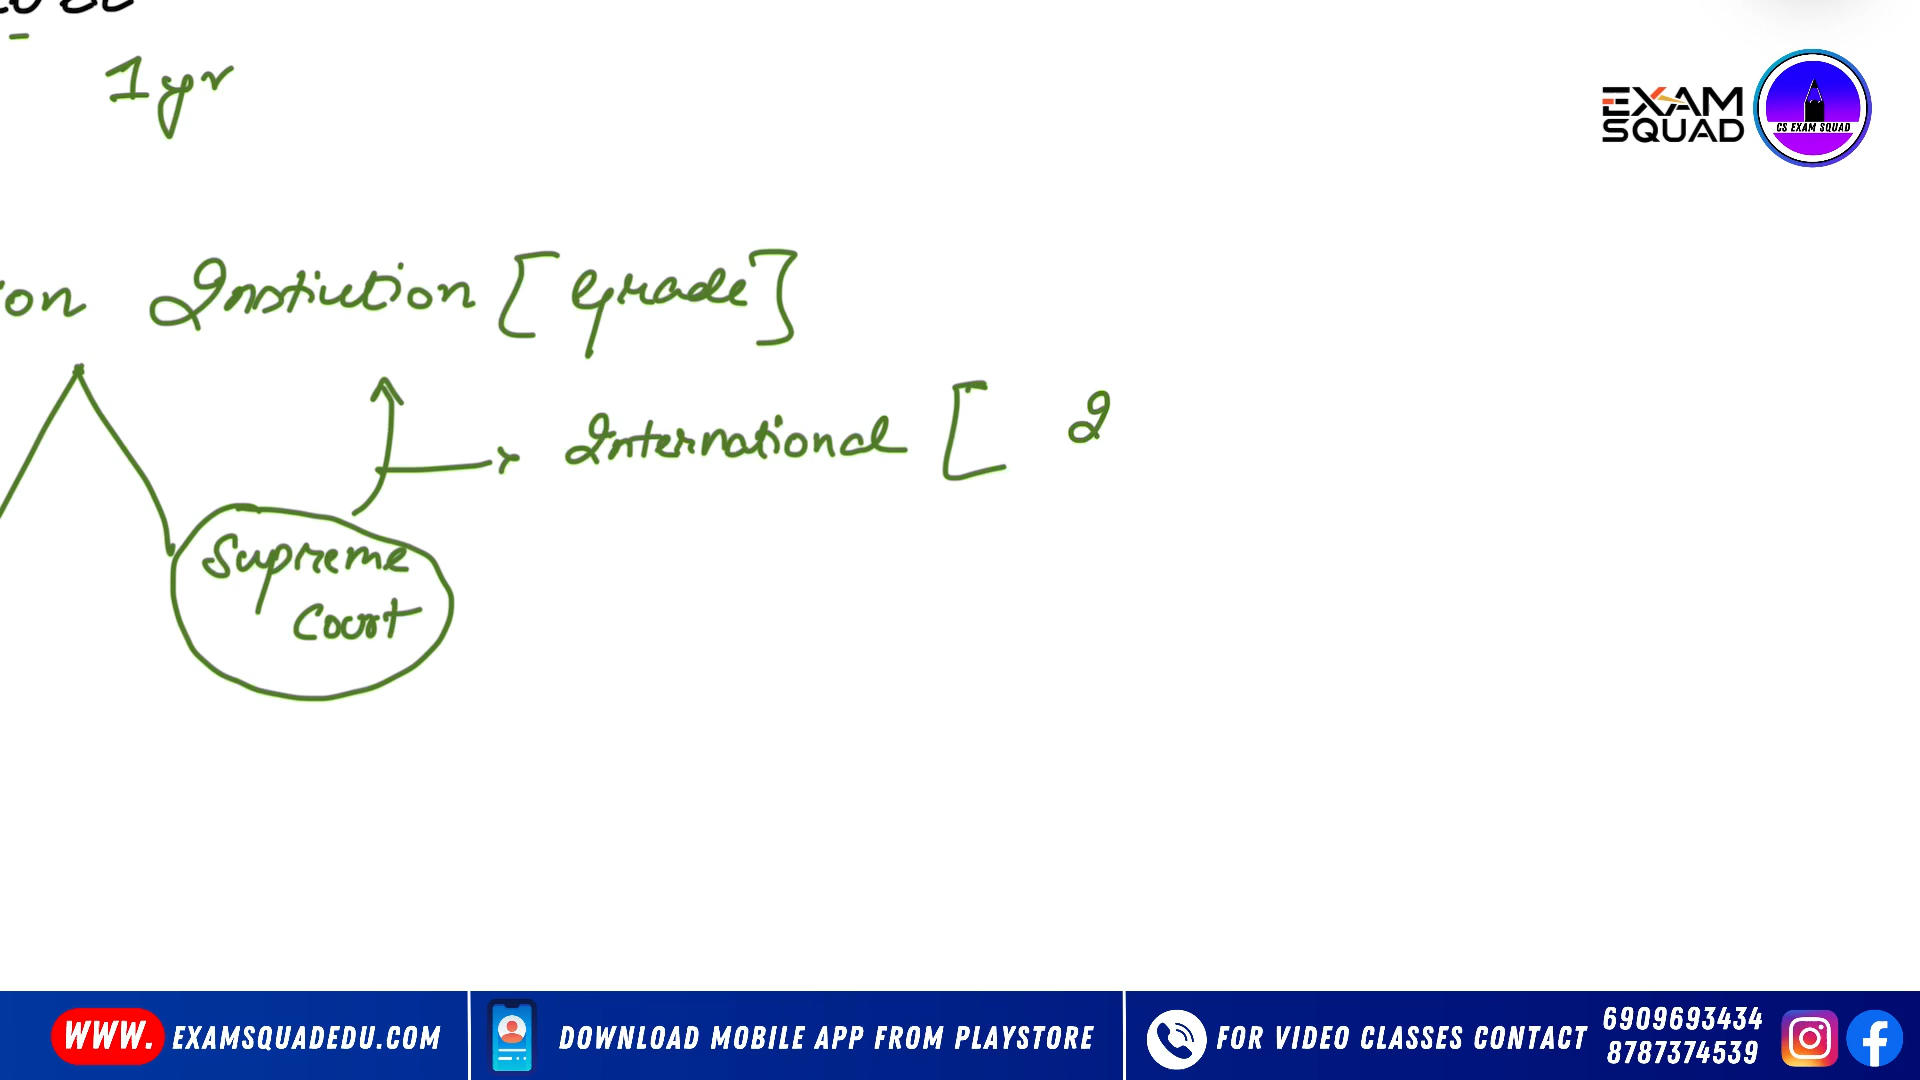 1yr
EXAM
SQUAD
CS EXAM SQUAD
on Instiution [Grade]
International [ I
Supreme
Court
WWW. EXAMSQUADEDU.COM
DOWNLOAD MOBILE APP FROM PLAYSTORE
FOR VIDEO CLASSES CONTACT
6909693434
8787374539